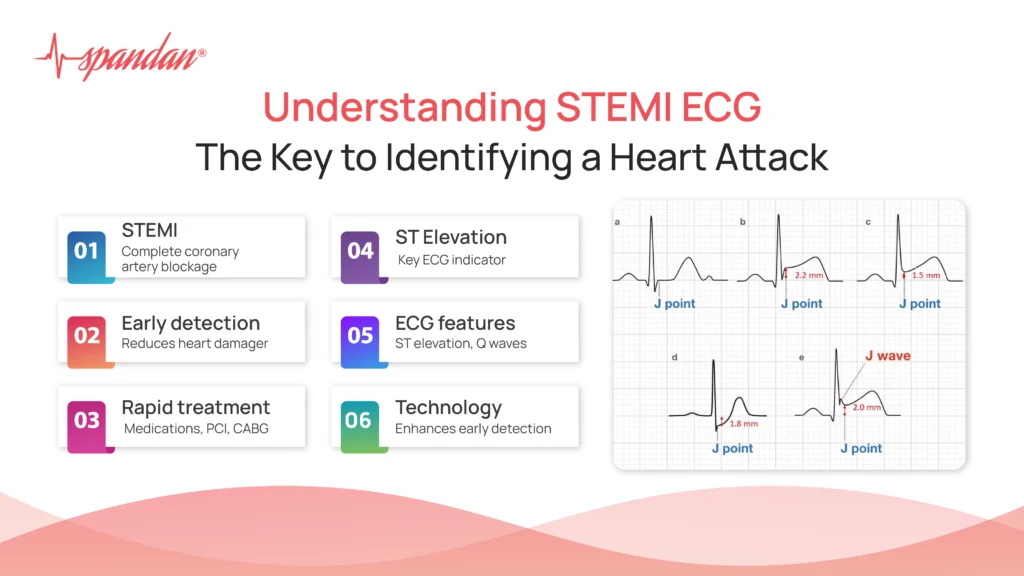 spandan®
Understanding STEMI ECG
The Key to Identifying a Heart Attack
01
STEMI
Complete coronary
artery blockage
02
Early detection
Reduces heart damager
03
Rapid treatment
Medications, PCI, CABG
04
ST Elevation
Key ECG indicator
05
ECG features
ST elevation, Q waves
06
Technology
Enhances early detection
a
J point
b
2.2 mm
J point
c
1.5 mm
J point
d
1.8 mm
J point
e
J wave
2.0 mm
J point